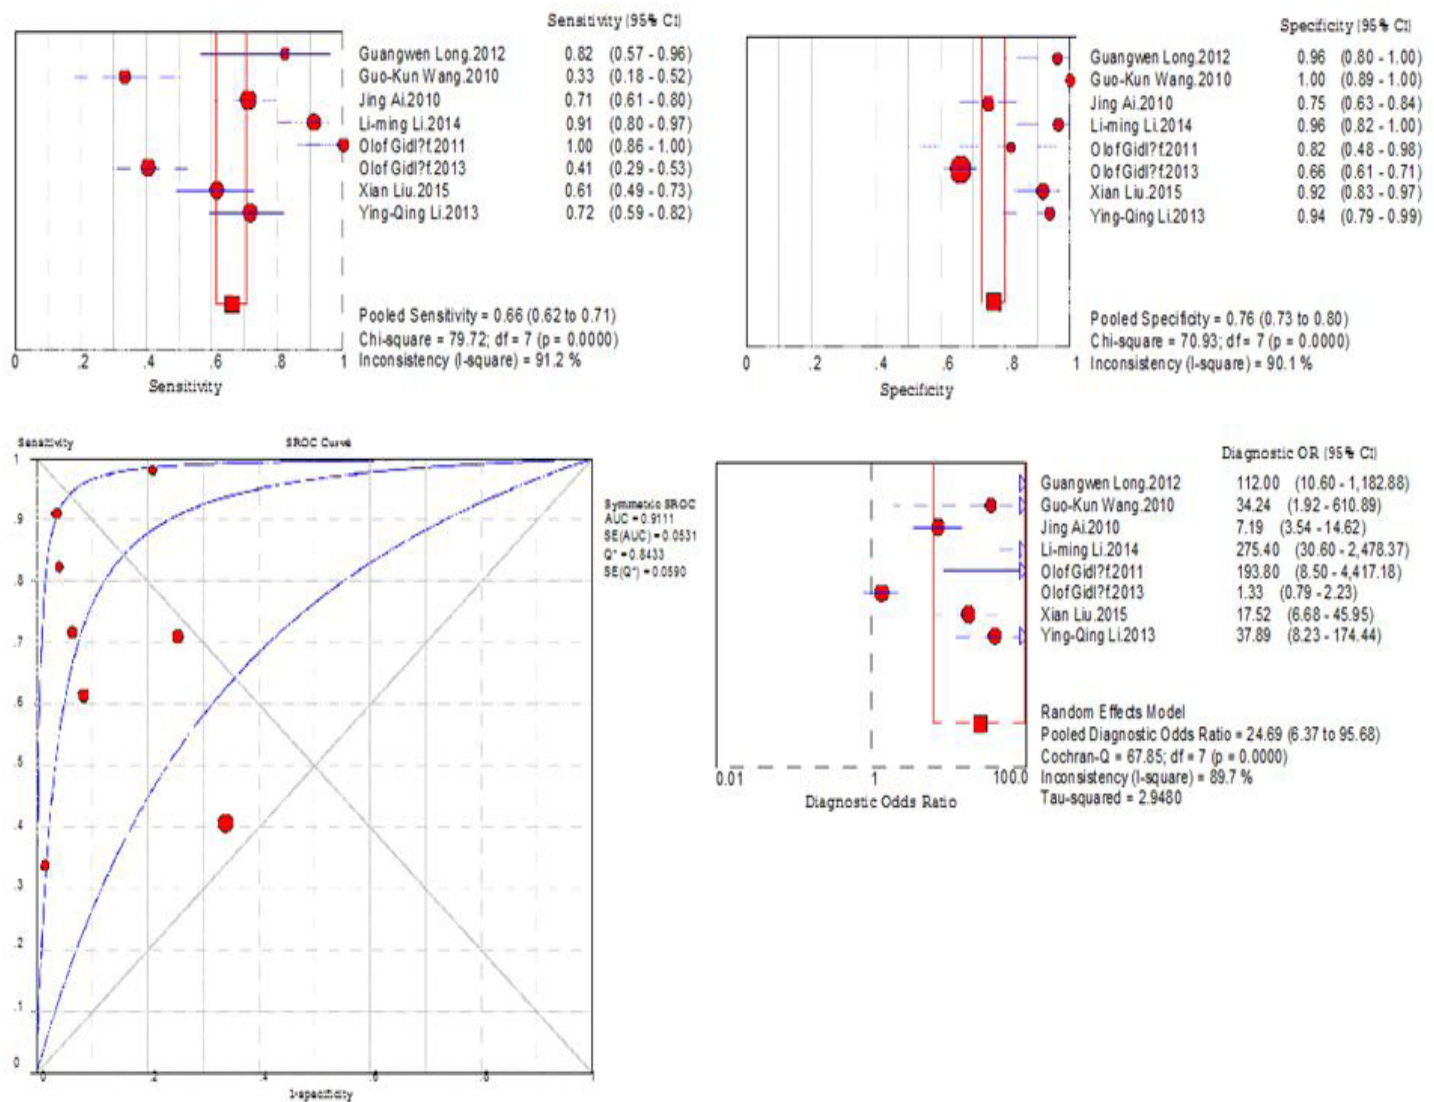 Sensitivity (95% CI)
Guangwen Long.2012 0.82 (0.57 - 0.96)
Guo-Kun Wang.2010 0.33 (0.18 - 0.52)
Jing Ai.2010 0.71 (0.61 - 0.80)
Li-ming Li.2014 0.91 (0.80 - 0.97)
Olof Gidl?f.2011 1.00 (0.86 - 1.00)
Olof Gidl?f.2013 0.41 (0.29 - 0.53)
Xian Liu.2015 0.61 (0.49 - 0.73)
Ying-Qing Li.2013 0.72 (0.59 - 0.82)
Pooled Sensitivity = 0.66 (0.62 to 0.71)
Chi-square = 79.72; df = 7 (p = 0.0000)
Inconsistency (I-square) = 91.2 %
0 .2 .4 .6 .8 1
Sensitivity
Specificity (95% CI)
Guangwen Long.2012 0.96 (0.80 - 1.00)
Guo-Kun Wang.2010 1.00 (0.89 - 1.00)
Jing Ai.2010 0.75 (0.63 - 0.84)
Li-ming Li.2014 0.96 (0.82 - 1.00)
Olof Gidl?f.2011 0.82 (0.48 - 0.98)
Olof Gidl?f.2013 0.66 (0.61 - 0.71)
Xian Liu.2015 0.92 (0.83 - 0.97)
Ying-Qing Li.2013 0.94 (0.79 - 0.99)
Pooled Specificity = 0.76 (0.73 to 0.80)
Chi-square = 70.93; df = 7 (p = 0.0000)
Inconsistency (I-square) = 90.1 %
0 .2 .4 .6 .8 1
Specificity
Sensitivity SROC Curve
1
.9
.8
.7
.6
.5
.4
.3
.2
.1
0
0 .2 .4 .6 .8 1
1-specificity
Symmetric SROC
AUC = 0.9111
SE(AUC) = 0.0531
Q* = 0.8433
SE(Q*) = 0.0590
Diagnostic OR (95% CI)
Guangwen Long.2012 112.00 (10.60 - 1,182.88)
Guo-Kun Wang.2010 34.24 (1.92 - 610.89)
Jing Ai.2010 7.19 (3.54 - 14.62)
Li-ming Li.2014 275.40 (30.60 - 2,478.37)
Olof Gidl?f.2011 193.80 (8.50 - 4,417.18)
Olof Gidl?f.2013 1.33 (0.79 - 2.23)
Xian Liu.2015 17.52 (6.68 - 45.95)
Ying-Qing Li.2013 37.89 (8.23 - 174.44)
Random Effects Model
Pooled Diagnostic Odds Ratio = 24.69 (6.37 to 95.68)
Cochran-Q = 67.85; df = 7 (p = 0.0000)
Inconsistency (I-square) = 89.7 %
Tau-squared = 2.9480
0.01 1 100.0
Diagnostic Odds Ratio